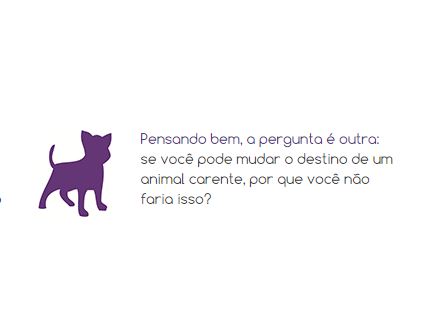 Pensando bem, a pergunta é outra:
se você pode mudar o destino de um
animal carente, por que você não
faria isso?